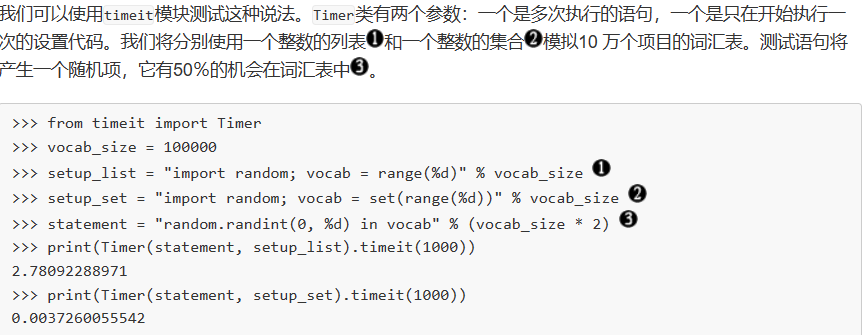 我们可以使用timeit模块测试这种说法。Timer类有两个参数：一个是多次执行的语句，一个是只在开始执行一
次的设置代码。我们将分别使用一个整数的列表❶和一个整数的集合❷模拟10 万个项目的词汇表。测试语句将
产生一个随机项，它有50%的机会在词汇表中❸。
>>> from timeit import Timer
>>> vocab_size = 100000
>>> setup_list = "import random; vocab = range(%d)" % vocab_size ❶
>>> setup_set = "import random; vocab = set(range(%d))" % vocab_size ❷
>>> statement = "random.randint(0, %d) in vocab" % (vocab_size * 2) ❸
>>> print(Timer(statement, setup_list).timeit(1000))
2.78092288971
>>> print(Timer(statement, setup_set).timeit(1000))
0.0037260055542